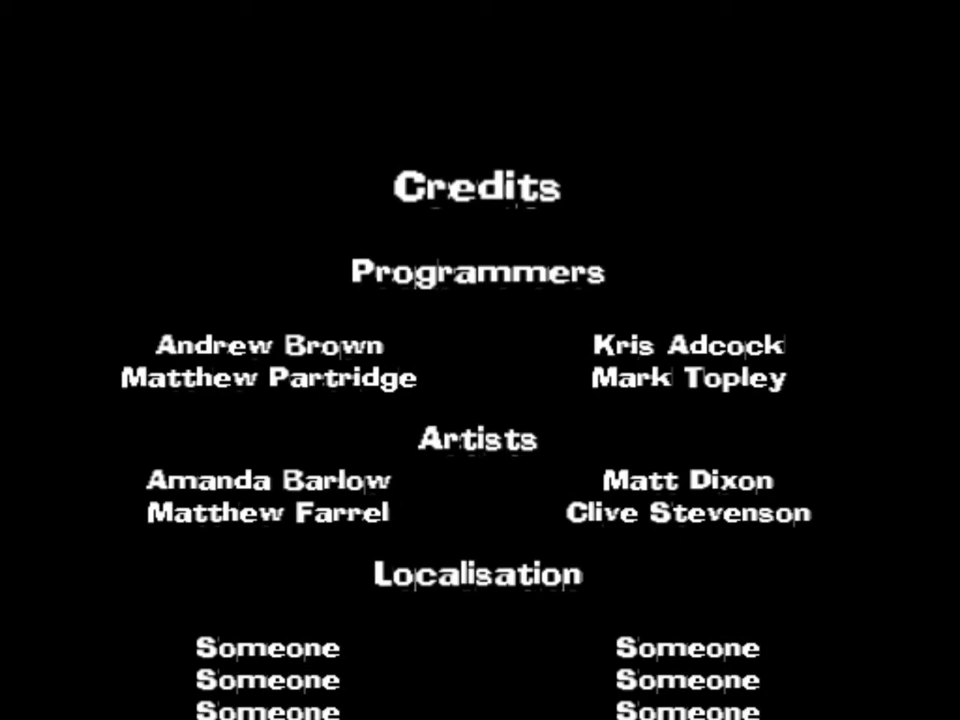 Credits
Programmers
Andrew Brown Kris Adcock
Matthew Partridge Mark Topley
Artists
Amanda Barlow Matt Dixon
Matthew Farrel Clive Stevenson
Localisation
Someone Someone
Someone Someone
Someone Someone